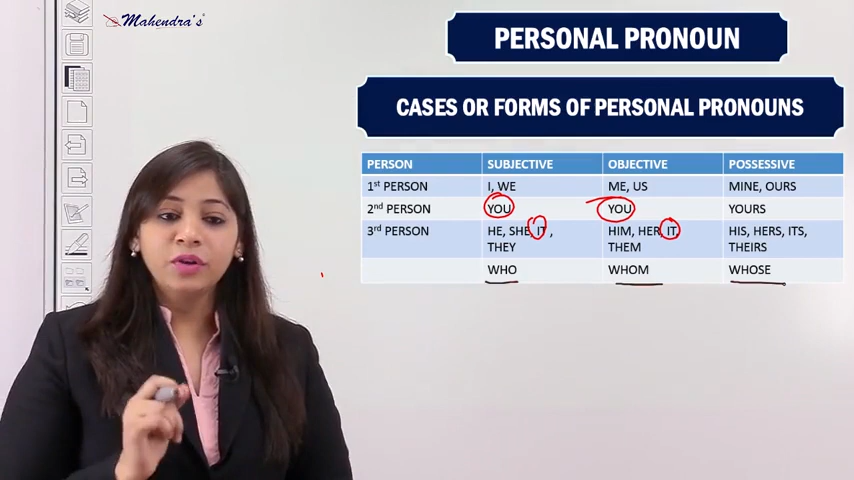 Mahendra's
PERSONAL PRONOUN
CASES OR FORMS OF PERSONAL PRONOUNS
PERSON SUBJECTIVE OBJECTIVE POSSESSIVE
1st PERSON I, WE ME, US MINE, OURS
2nd PERSON YOU YOU YOURS
3rd PERSON HE, SHE, IT , THEY HIM, HER, IT, THEM HIS, HERS, ITS, THEIRS
WHO WHOM WHOSE